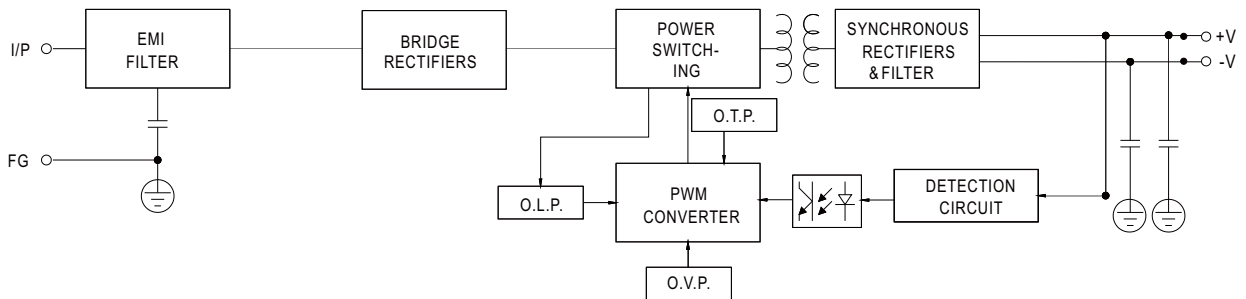 I/P
EMI
FILTER
BRIDGE
RECTIFIERS
POWER
SWITCH-
ING
SYNCHRONOUS
RECTIFIERS
&FILTER
+V
-V
O.T.P.
FG
O.L.P.
PWM
CONVERTER
DETECTION
CIRCUIT
O.V.P.